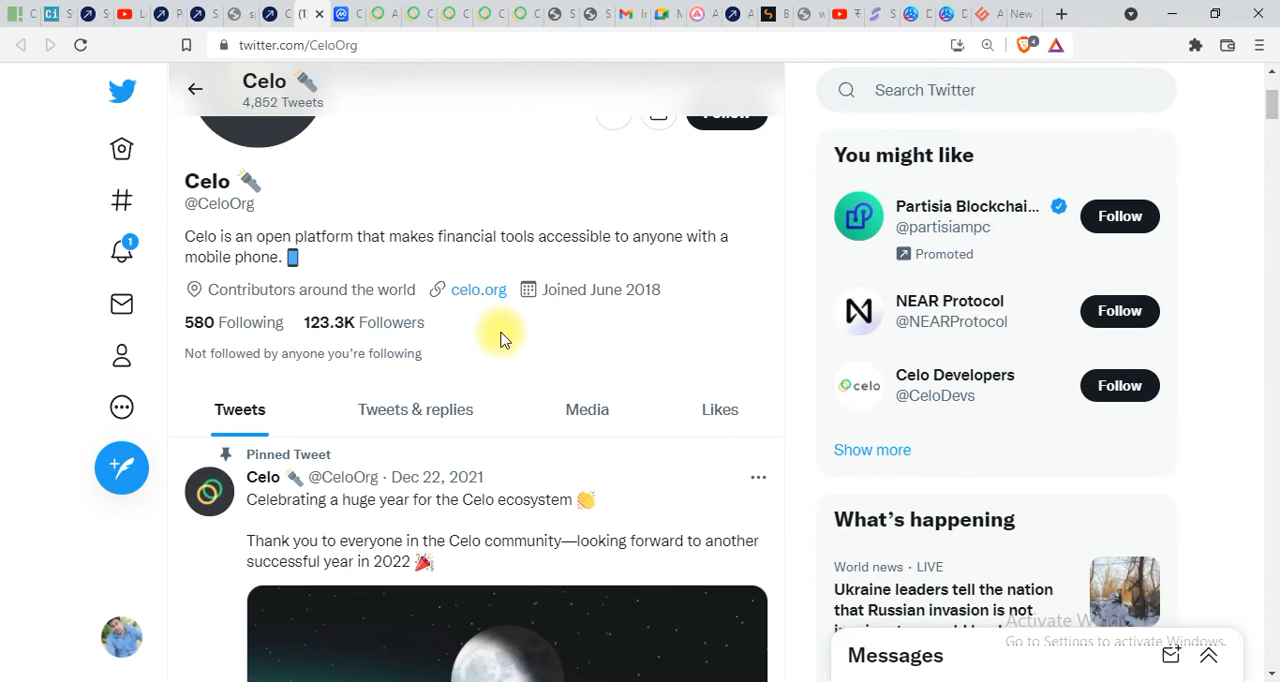 twitter.com/CeloOrg
New
Celo
4,852 Tweets
Follow
Celo
@CeloOrg
Celo is an open platform that makes financial tools accessible to anyone with a
mobile phone.
Contributors around the world celo.org Joined June 2018
580 Following 123.3K Followers
Not followed by anyone you're following
Tweets Tweets & replies Media Likes
Pinned Tweet
Celo @CeloOrg · Dec 22, 2021
Celebrating a huge year for the Celo ecosystem
Thank you to everyone in the Celo community—looking forward to another
successful year in 2022
Search Twitter
You might like
Partisia Blockchai...
@partisiampc
Follow
Promoted
NEAR Protocol
@NEARProtocol
Follow
celo
Celo Developers
@CeloDevs
Follow
Show more
What's happening
World news · LIVE
Ukraine leaders tell the nation
that Russian invasion is not
Activate Windows
Go to Settings to activate Windows.
Messages
1
4